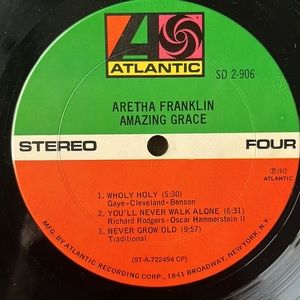 A
ATLANTIC
SD 2-906
ARETHA FRANKLIN
AMAZING GRACE
STEREO
FOUR
1. WHOLY HOLY (5:30)
Gaye-Cleveland-Benson
2. YOU'LL NEVER WALK ALONE (6:31)
Richard Rodgers-Oscar Hammerstein II
3. NEVER GROW OLD (9:57)
Traditional
Ⓟ 1972
ATLANTIC
(ST-A-722494 CP)
MFG. BY ATLANTIC RECORDING CORP., 1841 BROADWAY, NEW YORK, N.Y.